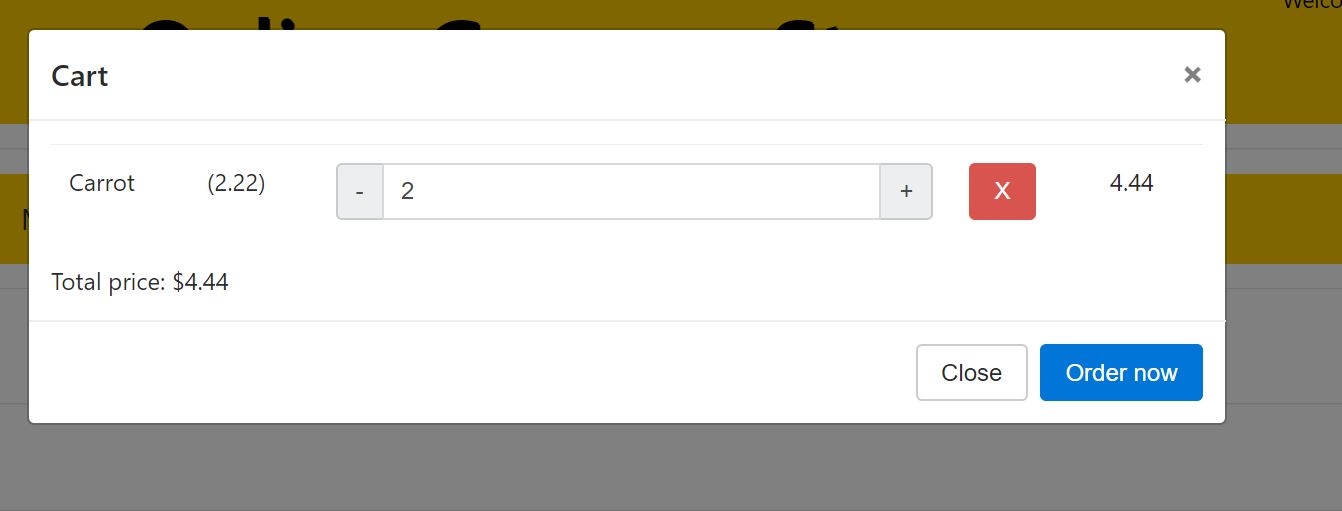 Cart ×
Carrot (2.22) - 2 + X 4.44
Total price: $4.44
Close Order now